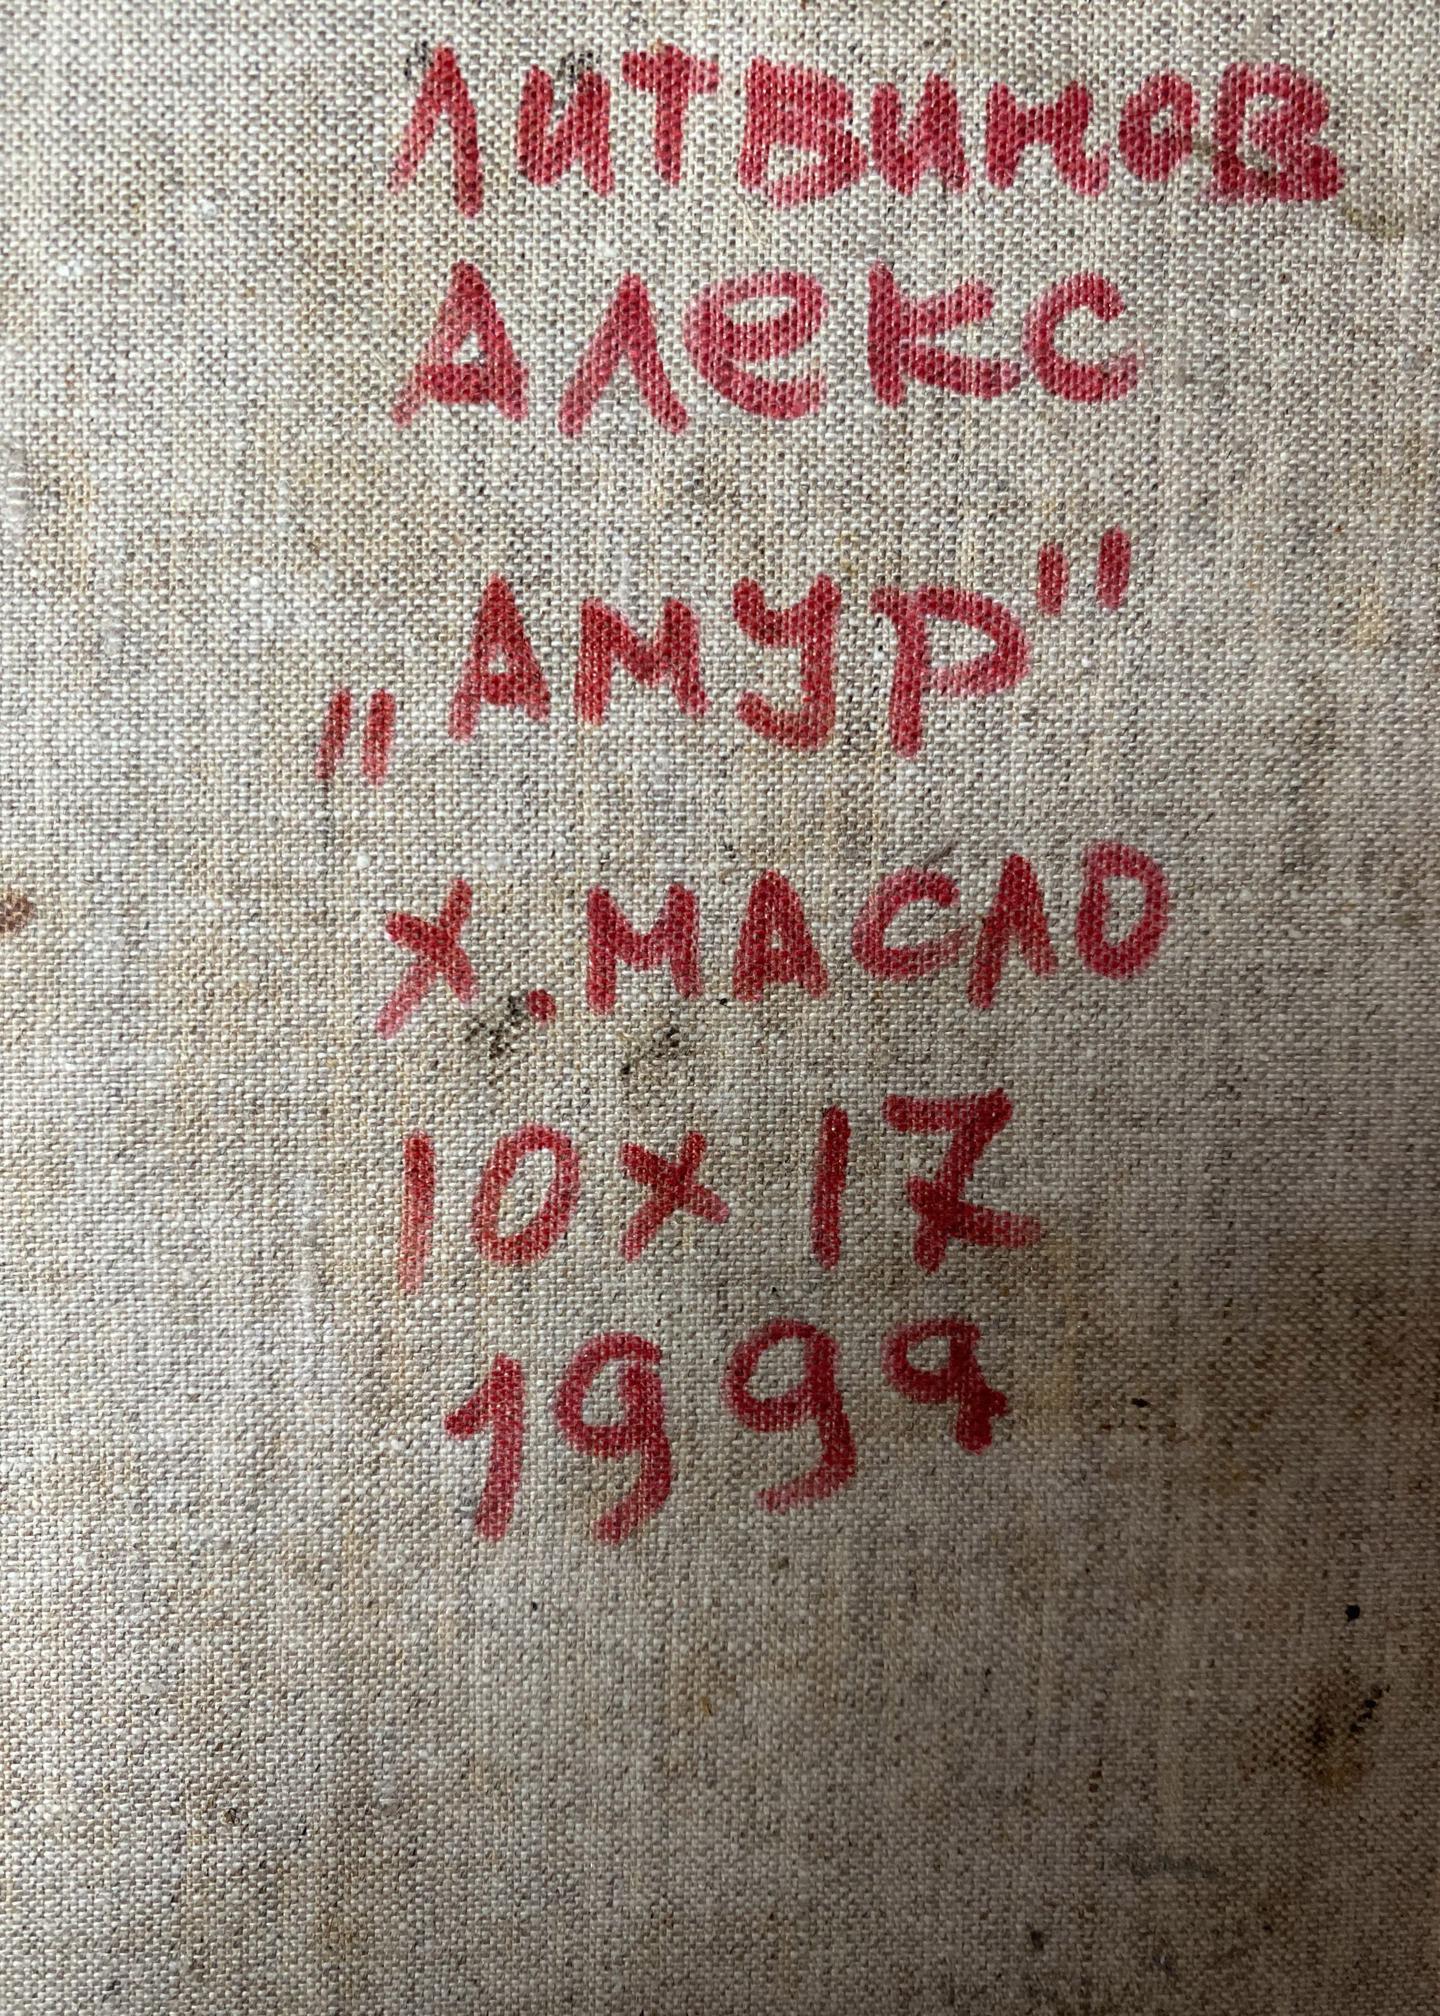 Литвинов
Алекс
„Амур"
х. масло
10 x 17
1999